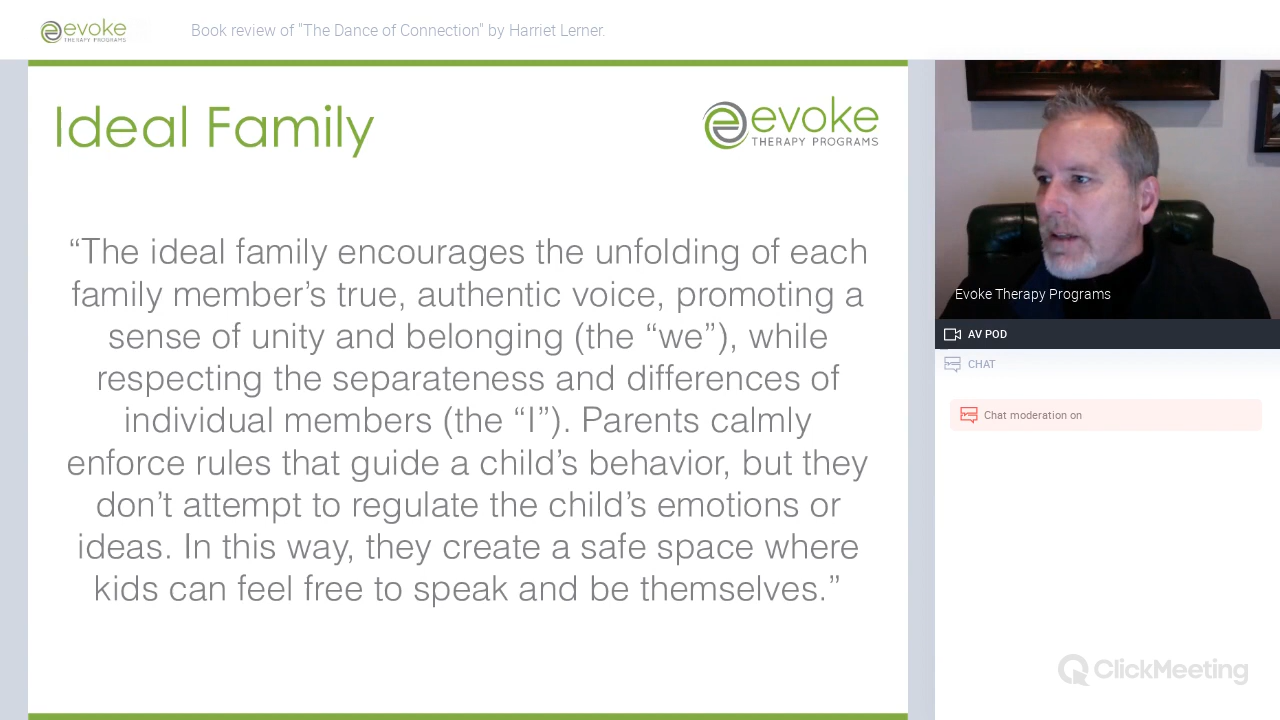 evoke
THERAPY PROGRAMS
Book review of "The Dance of Connection" by Harriet Lerner.
Ideal Family
evoke
THERAPY PROGRAMS
“The ideal family encourages the unfolding of each
family member’s true, authentic voice, promoting a
sense of unity and belonging (the “we”), while
respecting the separateness and differences of
individual members (the “I”). Parents calmly
enforce rules that guide a child’s behavior, but they
don’t attempt to regulate the child’s emotions or
ideas. In this way, they create a safe space where
kids can feel free to speak and be themselves.”
Evoke Therapy Programs
AV POD
CHAT
Chat moderation on
ClickMeeting